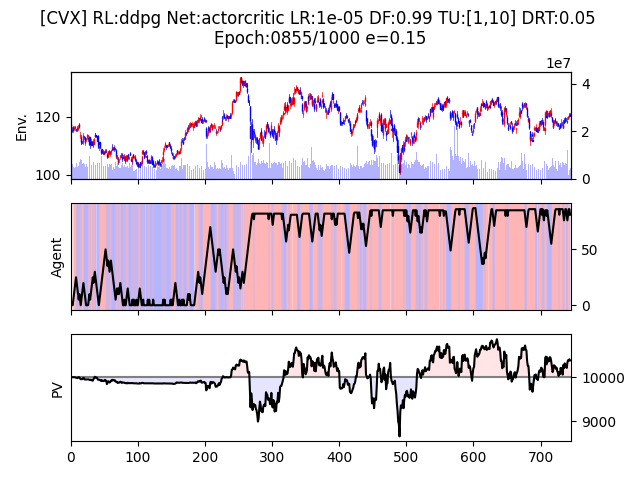 [CVX] RL:ddpg Net:actorcritic LR:1e-05 DF:0.99 TU:[1,10] DRT:0.05
Epoch:0855/1000 e=0.15
1e7
Env.
120
100
4
2
0
Agent
50
0
PV
10000
9000
0 100 200 300 400 500 600 700